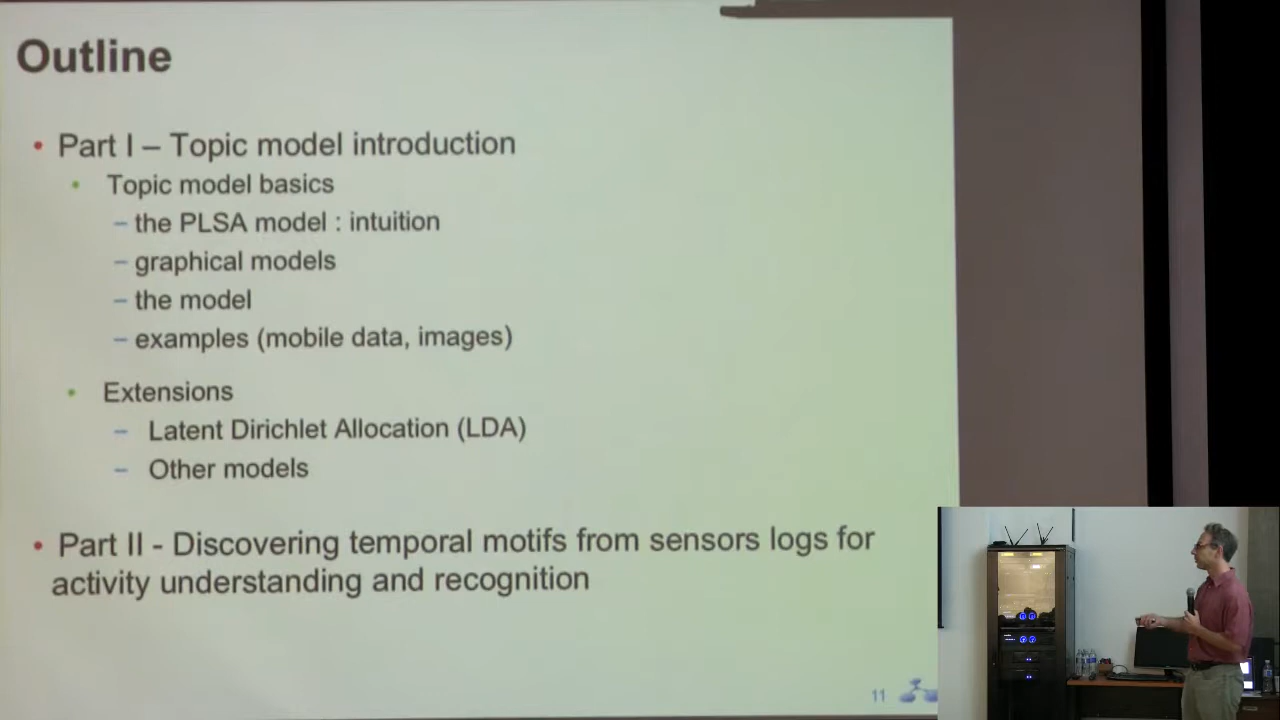 Outline
• Part I – Topic model introduction
• Topic model basics
– the PLSA model : intuition
– graphical models
– the model
– examples (mobile data, images)
• Extensions
– Latent Dirichlet Allocation (LDA)
– Other models
• Part II - Discovering temporal motifs from sensors logs for
activity understanding and recognition
11